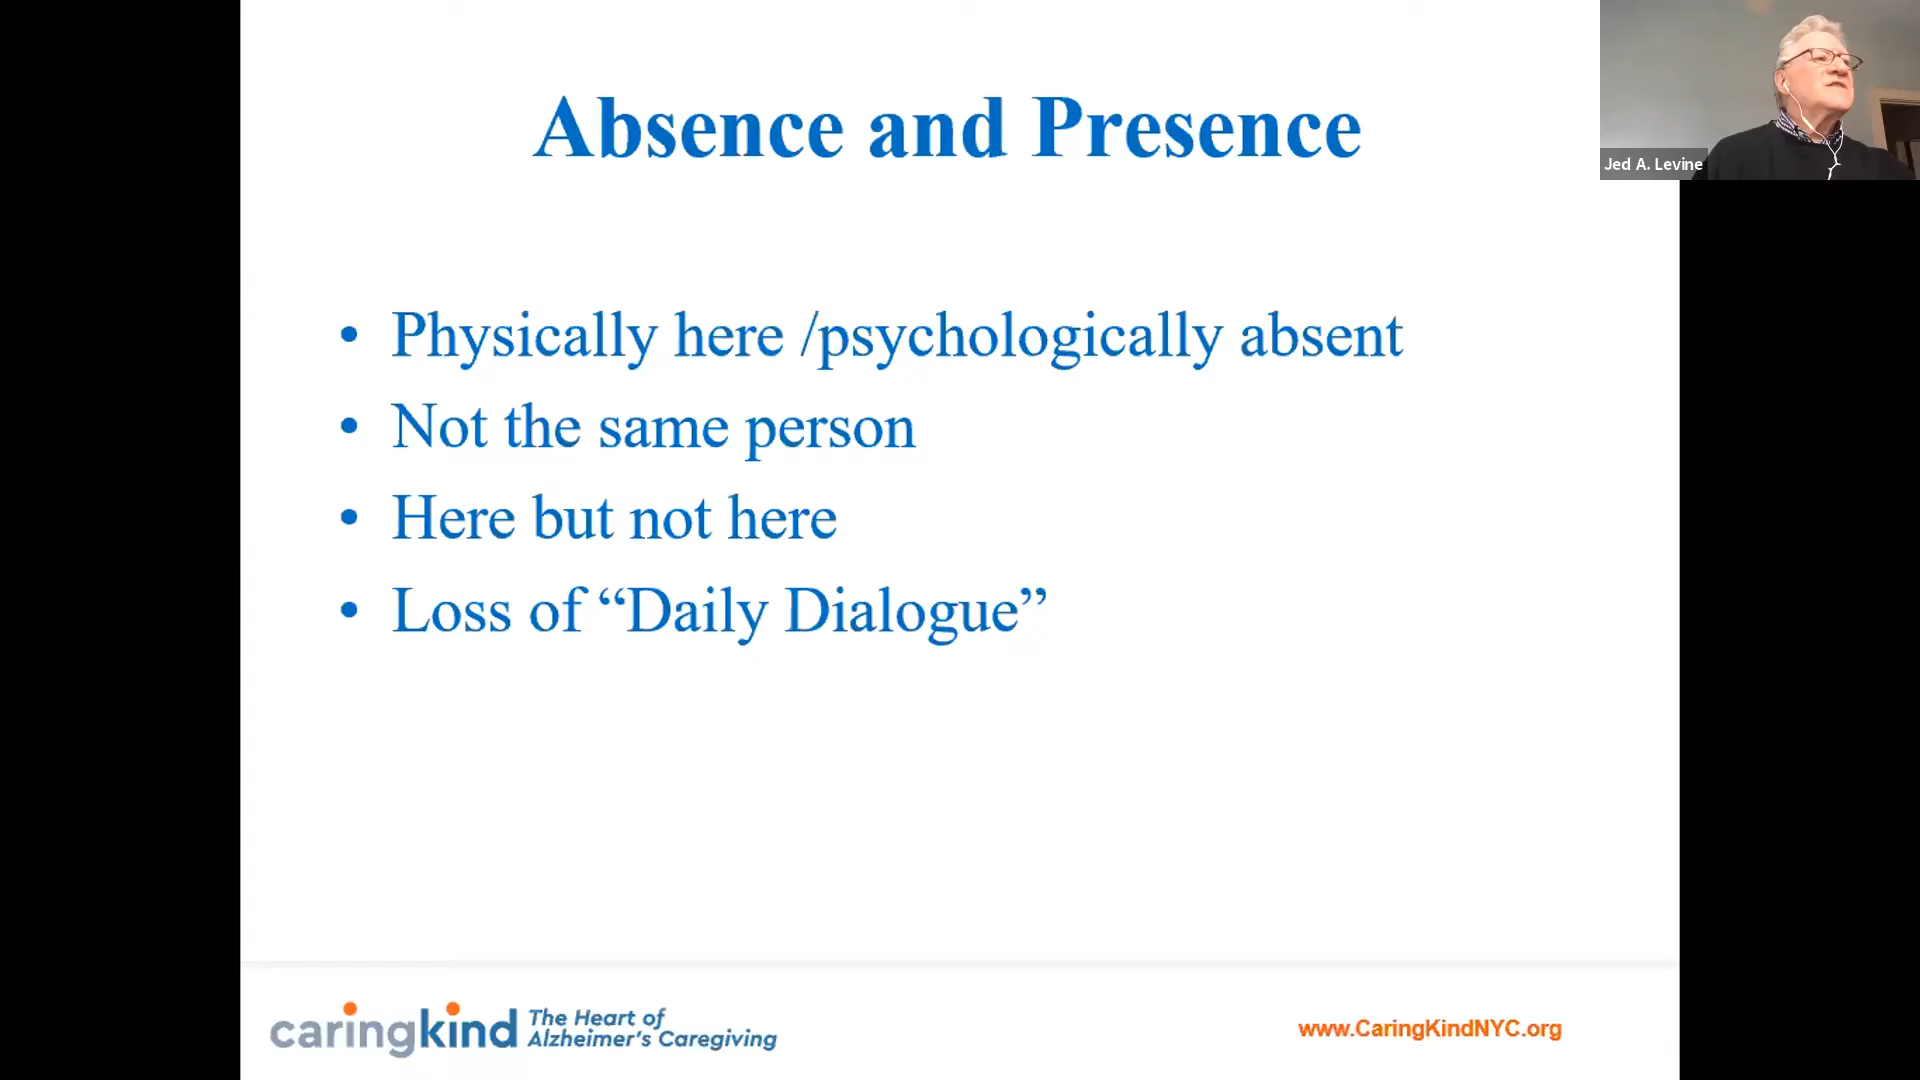 Absence and Presence
Jed A. Levine
• Physically here /psychologically absent
• Not the same person
• Here but not here
• Loss of “Daily Dialogue”
caringkind
The Heart of
Alzheimer's Caregiving
www.CaringKindNYC.org